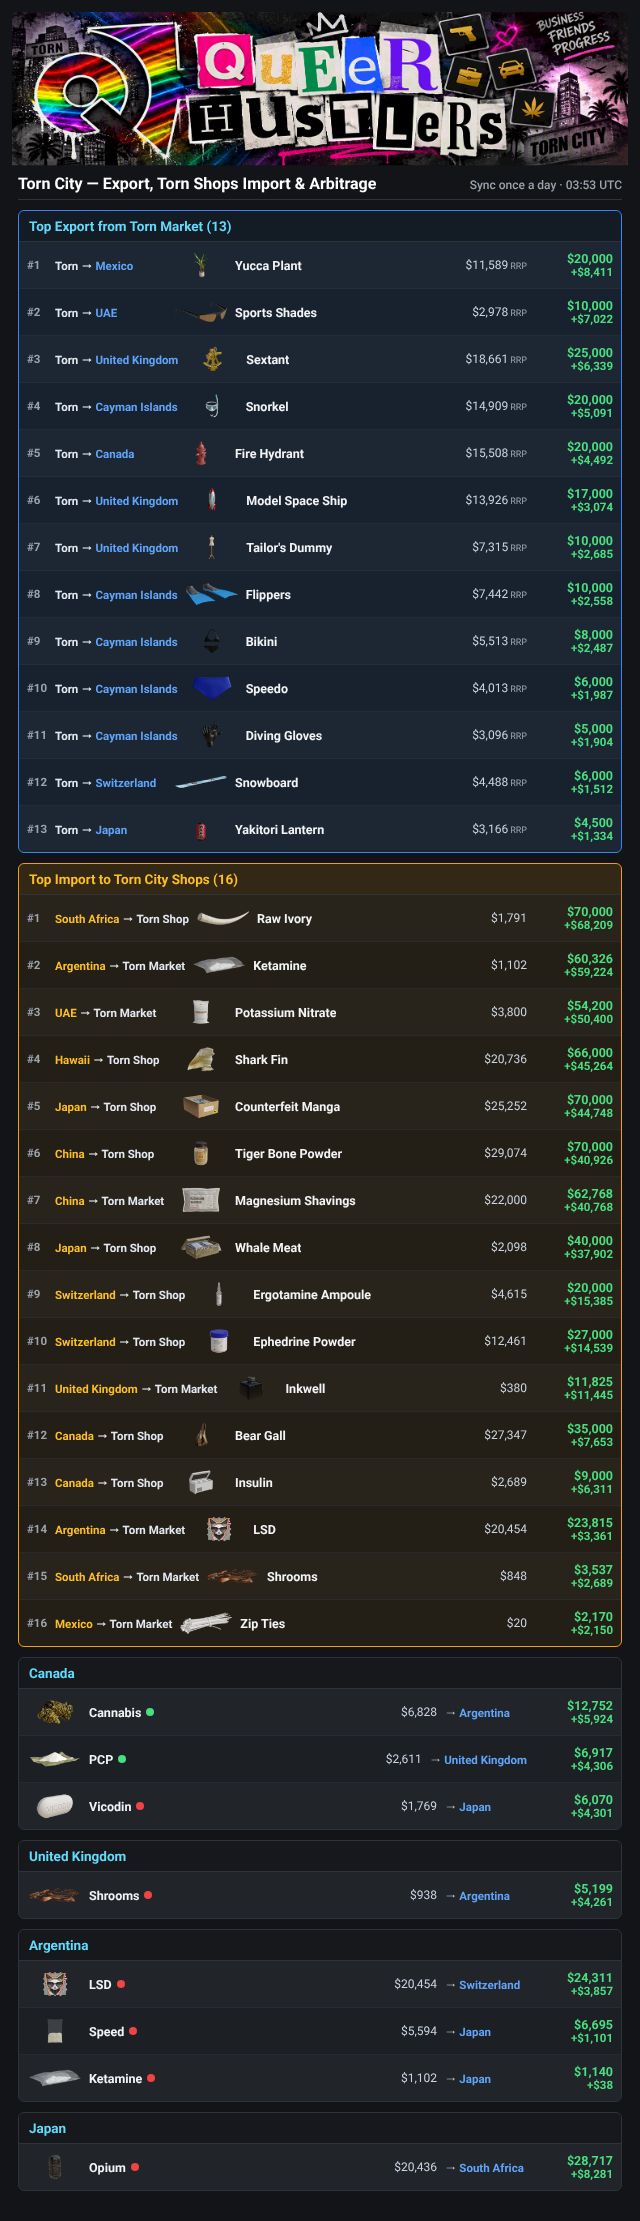 TORN
QUEER
HUSTLERS
BUSINESS
FRIENDS
PROGRESS
TORN CITY
Torn City — Export, Torn Shops Import & Arbitrage
Sync once a day · 03:53 UTC
Top Export from Torn Market (13)
#1 Torn → Mexico Yucca Plant $11,589 RRP $20,000
+$8,411
#2 Torn → UAE Sports Shades $2,978 RRP $10,000
+$7,022
#3 Torn → United Kingdom Sextant $18,661 RRP $25,000
+$6,339
#4 Torn → Cayman Islands Snorkel $14,909 RRP $20,000
+$5,091
#5 Torn → Canada Fire Hydrant $15,508 RRP $20,000
+$4,492
#6 Torn → United Kingdom Model Space Ship $13,926 RRP $17,000
+$3,074
#7 Torn → United Kingdom Tailor's Dummy $7,315 RRP $10,000
+$2,685
#8 Torn → Cayman Islands Flippers $7,442 RRP $10,000
+$2,558
#9 Torn → Cayman Islands Bikini $5,513 RRP $8,000
+$2,487
#10 Torn → Cayman Islands Speedo $4,013 RRP $6,000
+$1,987
#11 Torn → Cayman Islands Diving Gloves $3,096 RRP $5,000
+$1,904
#12 Torn → Switzerland Snowboard $4,488 RRP $6,000
+$1,512
#13 Torn → Japan Yakitori Lantern $3,166 RRP $4,500
+$1,334
Top Import to Torn City Shops (16)
#1 South Africa → Torn Shop Raw Ivory $1,791 $70,000
+$68,209
#2 Argentina → Torn Market Ketamine $1,102 $60,326
+$59,224
#3 UAE → Torn Market Potassium Nitrate $3,800 $54,200
+$50,400
#4 Hawaii → Torn Shop Shark Fin $20,736 $66,000
+$45,264
#5 Japan → Torn Shop Counterfeit Manga $25,252 $70,000
+$44,748
#6 China → Torn Shop Tiger Bone Powder $29,074 $70,000
+$40,926
#7 China → Torn Market Magnesium Shavings $22,000 $62,768
+$40,768
#8 Japan → Torn Shop Whale Meat $2,098 $40,000
+$37,902
#9 Switzerland → Torn Shop Ergotamine Ampoule $4,615 $20,000
+$15,385
#10 Switzerland → Torn Shop Ephedrine Powder $12,461 $27,000
+$14,539
#11 United Kingdom → Torn Market Inkwell $380 $11,825
+$11,445
#12 Canada → Torn Shop Bear Gall $27,347 $35,000
+$7,653
#13 Canada → Torn Shop Insulin $2,689 $9,000
+$6,311
#14 Argentina → Torn Market LSD $20,454 $23,815
+$3,361
#15 South Africa → Torn Market Shrooms $848 $3,537
+$2,689
#16 Mexico → Torn Market Zip Ties $20 $2,170
+$2,150
Canada
Cannabis $6,828 → Argentina $12,752
+$5,924
PCP $2,611 → United Kingdom $6,917
+$4,306
Vicodin $1,769 → Japan $6,070
+$4,301
United Kingdom
Shrooms $938 → Argentina $5,199
+$4,261
Argentina
LSD $20,454 → Switzerland $24,311
+$3,857
Speed $5,594 → Japan $6,695
+$1,101
Ketamine $1,102 → Japan $1,140
+$38
Japan
Opium $20,436 → South Africa $28,717
+$8,281